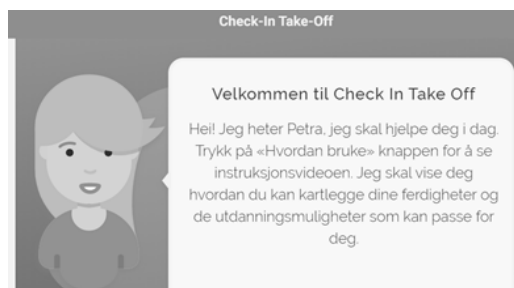 Check-In Take-Off
Velkommen til Check In Take Off
Hei! Jeg heter Petra, jeg skal hjelpe deg i dag.
Trykk på «Hvordan bruke» knappen for å se
instruksjonsvideoen. Jeg skal vise deg
hvordan du kan kartlegge dine ferdigheter og
de utdanningsmuligheter som kan passe for
deg.